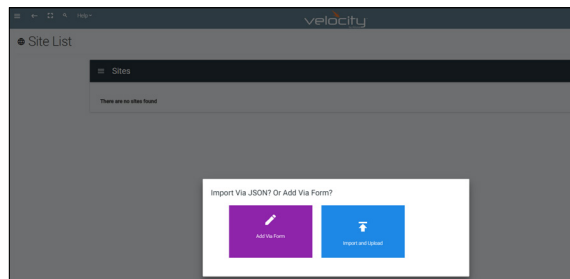 Help
velocity
Site List
Sites
There are no sites found
Import Via JSON? Or Add Via Form?
Add Via Form
Import and Upload